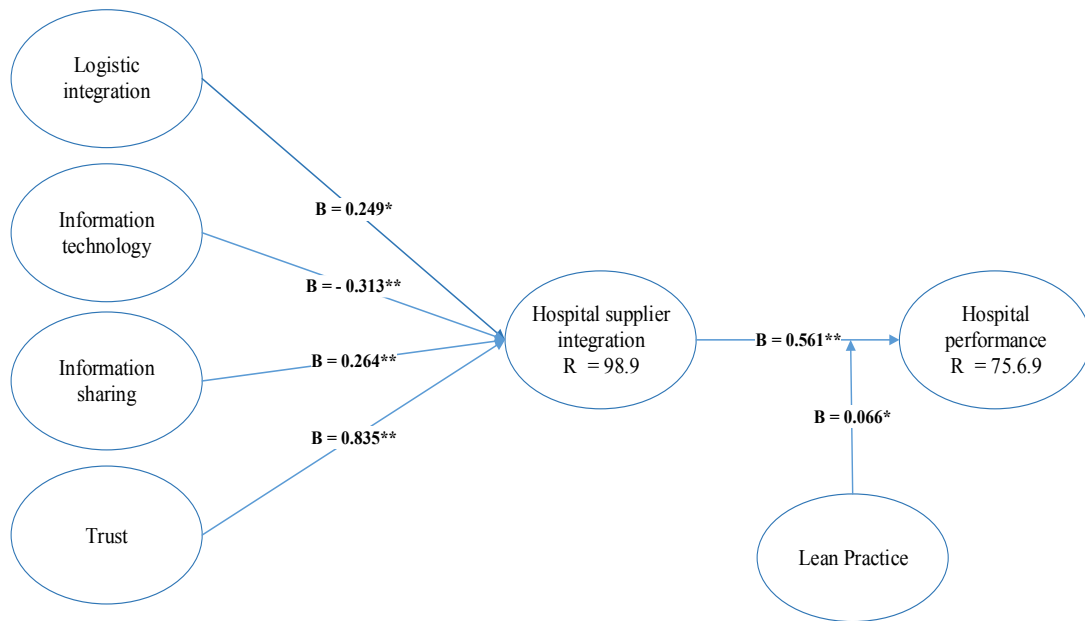 Logistic
integration
B = 0.249*
Information
technology
B = - 0.313**
Hospital supplier
integration
R = 98.9
B = 0.561**
Hospital
performance
R = 75.6.9
Information
sharing
B = 0.264**
B = 0.066*
B = 0.835**
Trust
Lean Practice